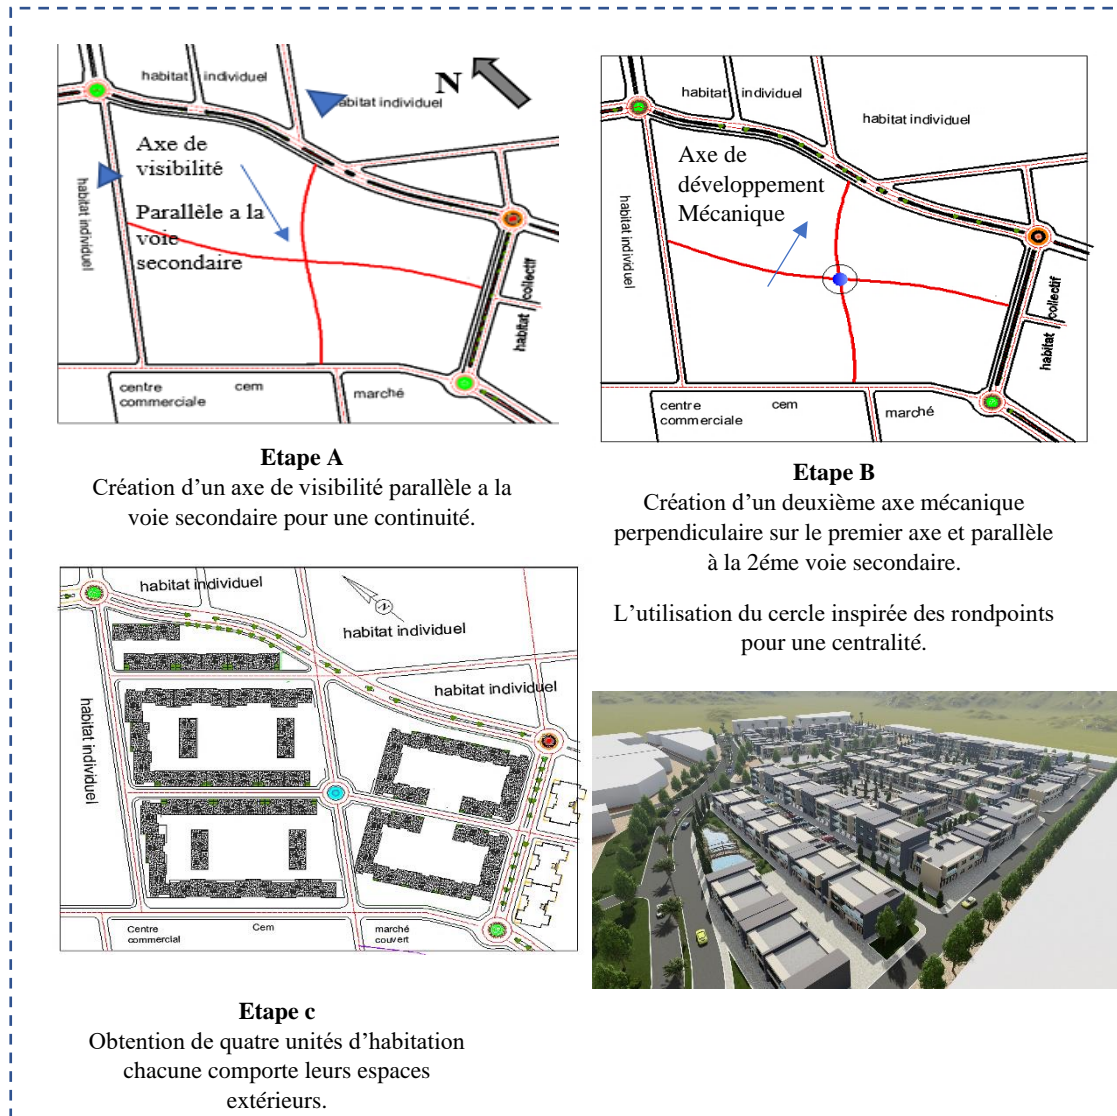 habitat individuel
N
habitat individuel
Axe de
visibilité
Parallèle a la
voie
secondaire
habitat individuel
habitat collectif
centre
commerciale
cem
marché
Etape A
Création d’un axe de visibilité parallèle a la
voie secondaire pour une continuité.
habitat individuel
habitat individuel
Axe de
développement
Mécanique
habitat individuel
habitat collectif
centre
commerciale
cem
marché
Etape B
Création d’un deuxième axe mécanique
perpendiculaire sur le premier axe et parallèle
à la 2éme voie secondaire.
L’utilisation du cercle inspirée des rondpoints
pour une centralité.
habitat individuel
N
habitat individuel
habitat individuel
habitat individuel
Centre
commercial
Cem
marché
couvert
Etape c
Obtention de quatre unités d’habitation
chacune comporte leurs espaces
extérieurs.